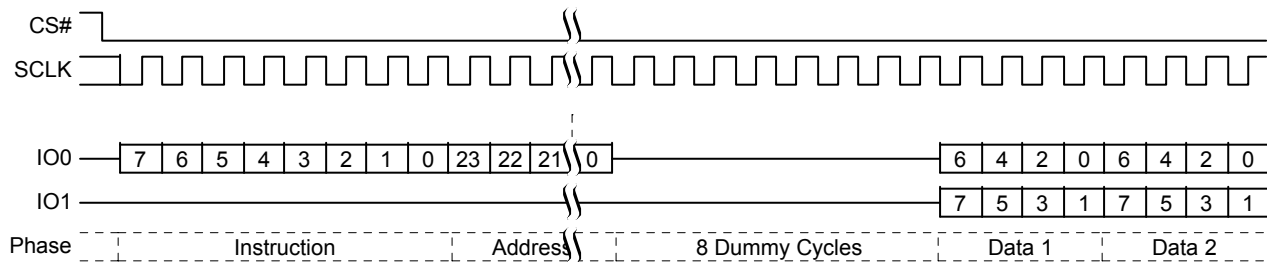 CS#
SCLK
IO0 7 6 5 4 3 2 1 0 23 22 21 0 6 4 2 0 6 4 2 0
IO1 7 5 3 1 7 5 3 1
Phase Instruction Address 8 Dummy Cycles Data 1 Data 2